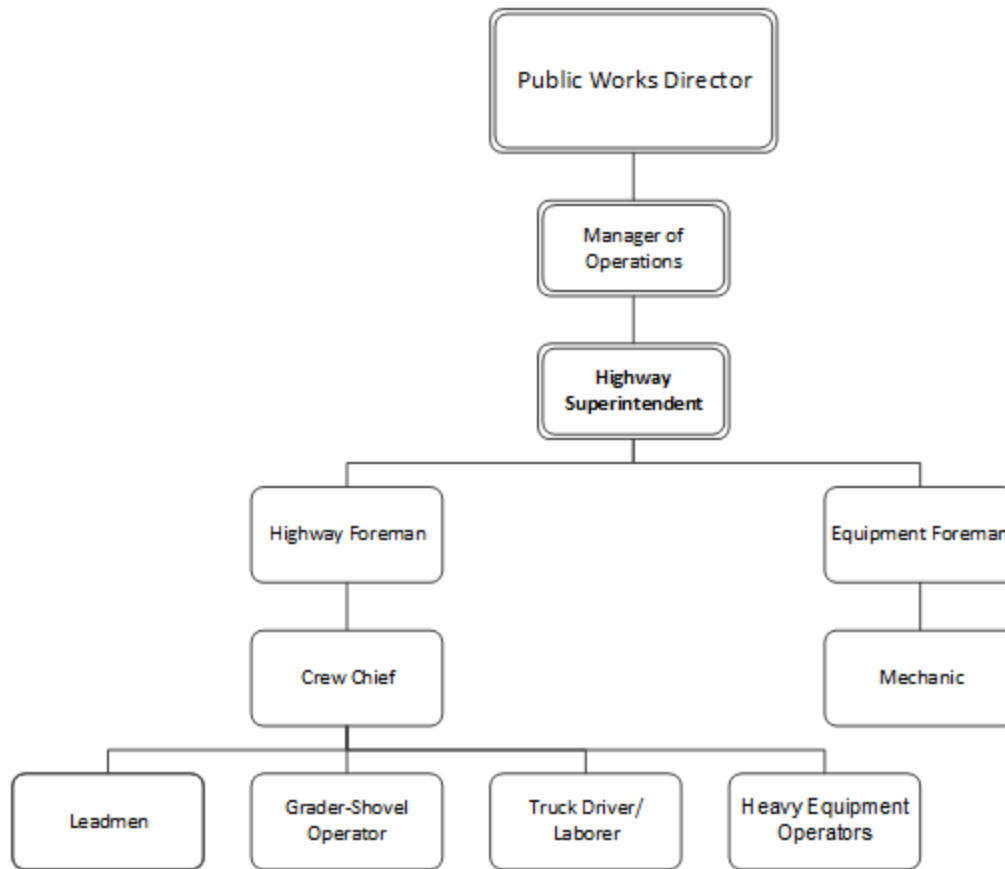 Public Works Director
Manager of
Operations
Highway
Superintendent
Highway Foreman
Equipment Foreman
Crew Chief
Mechanic
Leadmen
Grader-Shovel
Operator
Truck Driver/
Laborer
Heavy Equipment
Operators